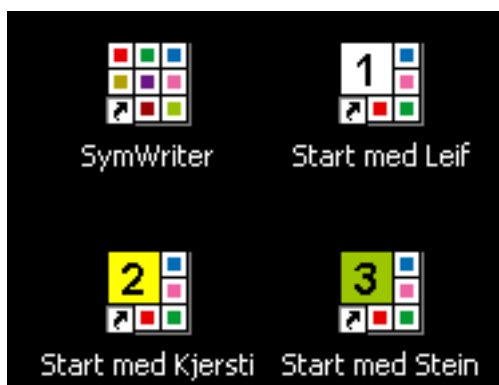 SymWriter
1
Start med Leif
2
Start med Kjersti
3
Start med Stein